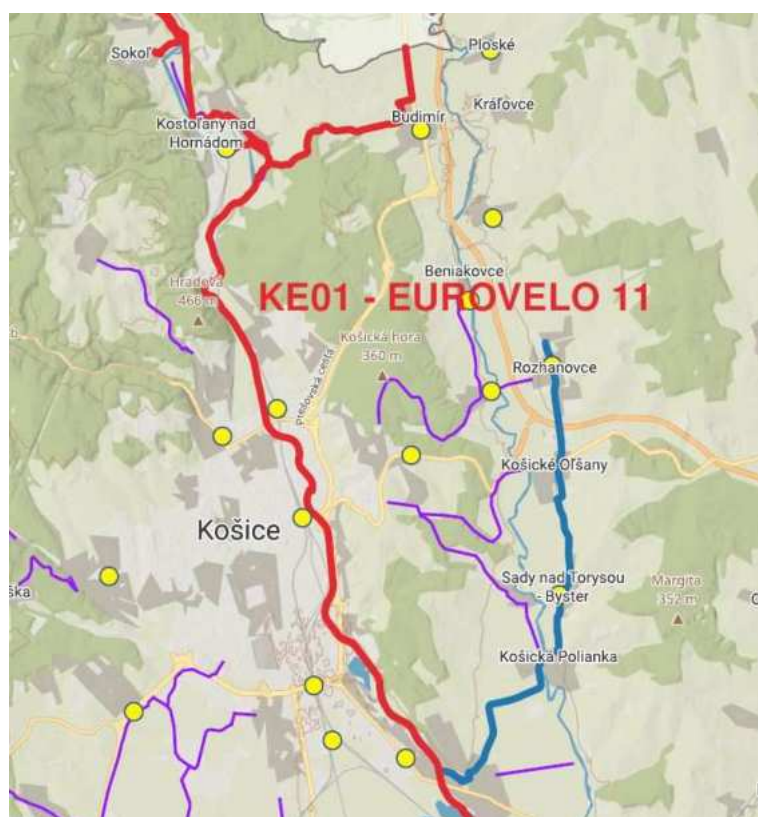 Ploské
Sokoľ
Kráľovce
Budimír
Kostoľany nad
Hornádom
Beniakovce
Hradová
466 m
KE01 - EUROVELO 11
Košická hora
360 m
Rozhanovce
Prešovská cesta
Košické Oľšany
Košice
Sady nad Torysou
- Byster
Margita
352 m
ška
Košická Polianka